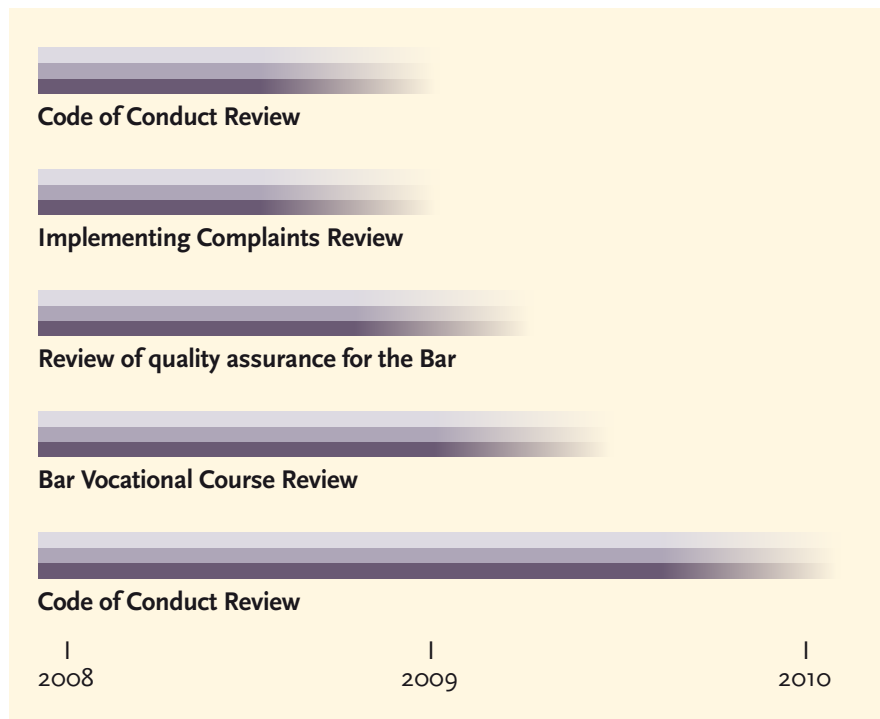 Code of Conduct Review
Implementing Complaints Review
Review of quality assurance for the Bar
Bar Vocational Course Review
Code of Conduct Review
2008 2009 2010